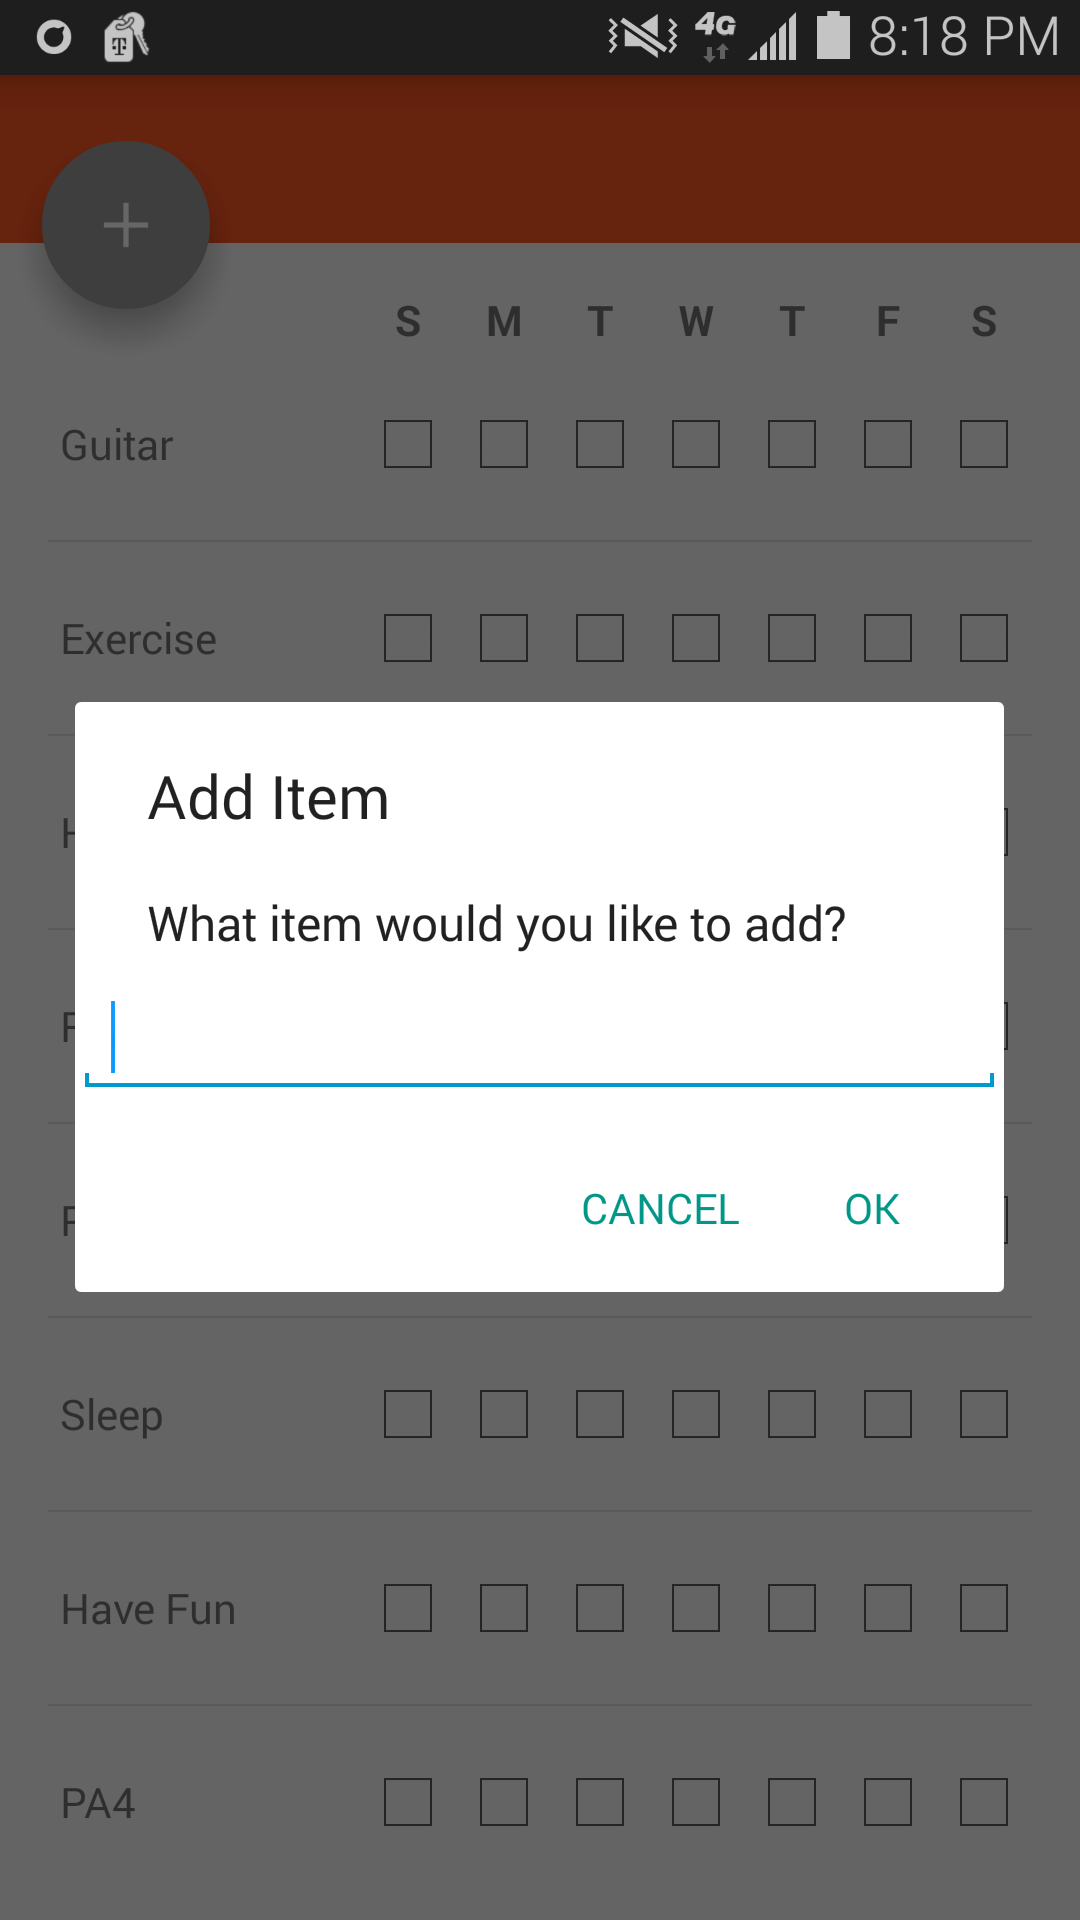 4G 8:18 PM
S M T W T F S
Guitar
Exercise
Add Item
What item would you like to add?
CANCEL OK
Sleep
Have Fun
PA4